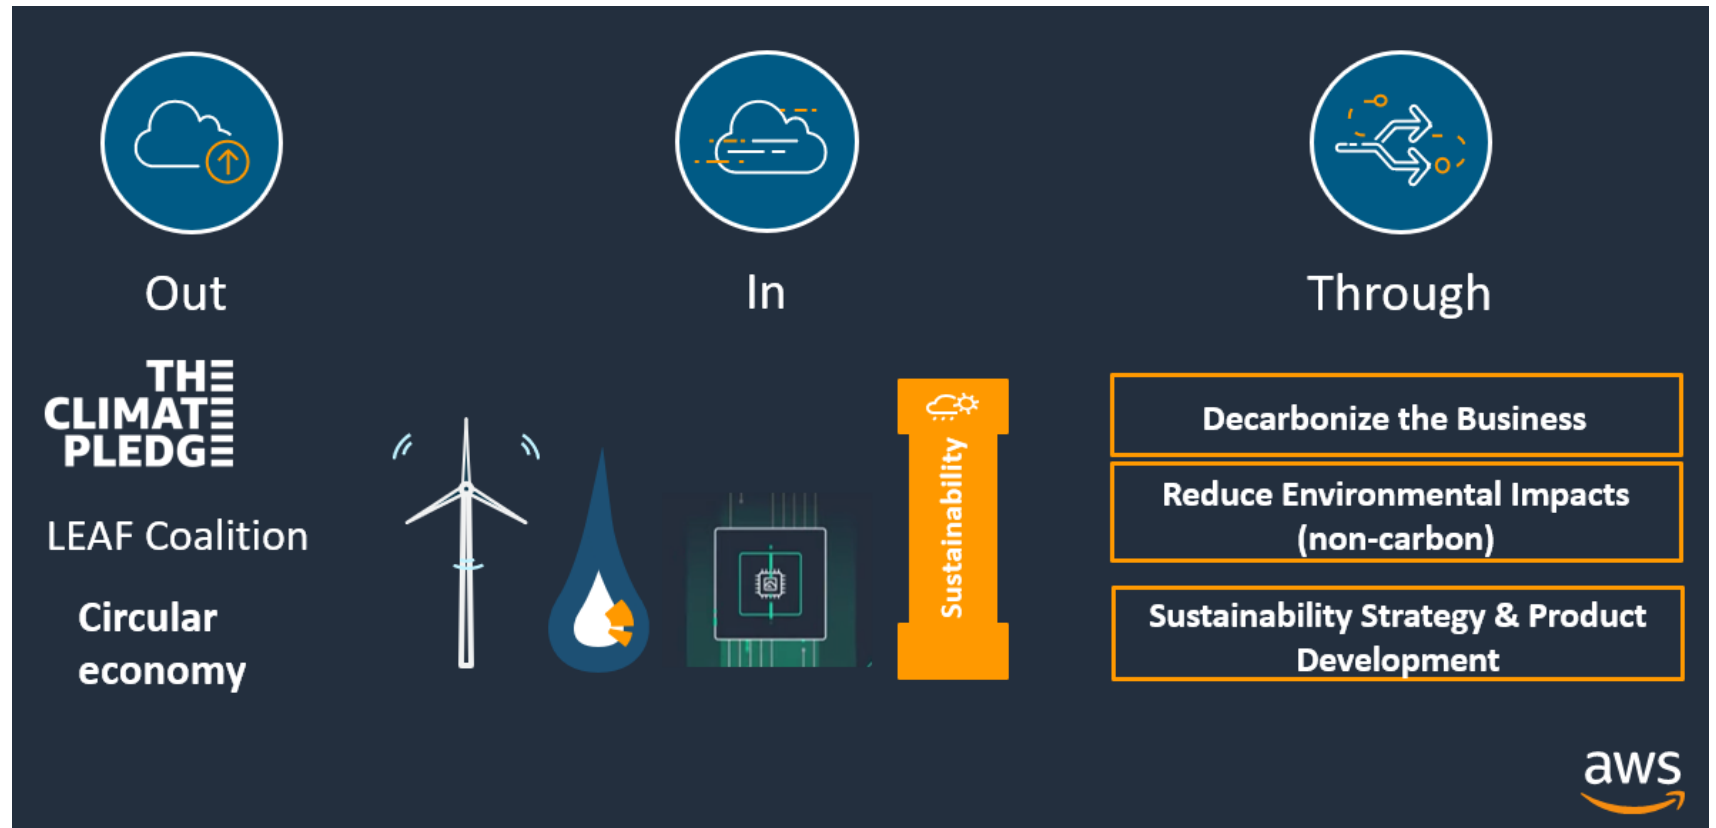 Out
THE
CLIMATE
PLEDGE
LEAF Coalition
Circular
economy
In
Sustainability
Through
Decarbonize the Business
Reduce Environmental Impacts
(non-carbon)
Sustainability Strategy & Product
Development
aws